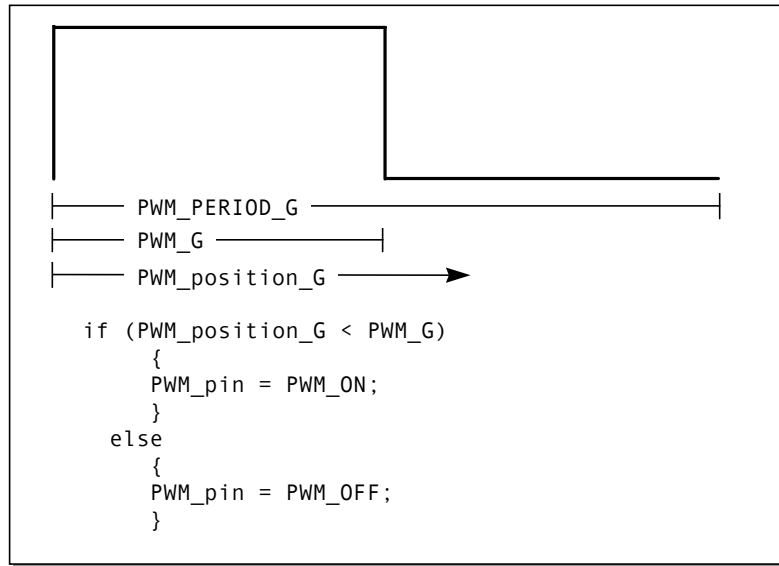 PWM_PERIOD_G
PWM_G
PWM_position_G
if (PWM_position_G < PWM_G)
{
PWM_pin = PWM_ON;
}
else
{
PWM_pin = PWM_OFF;
}